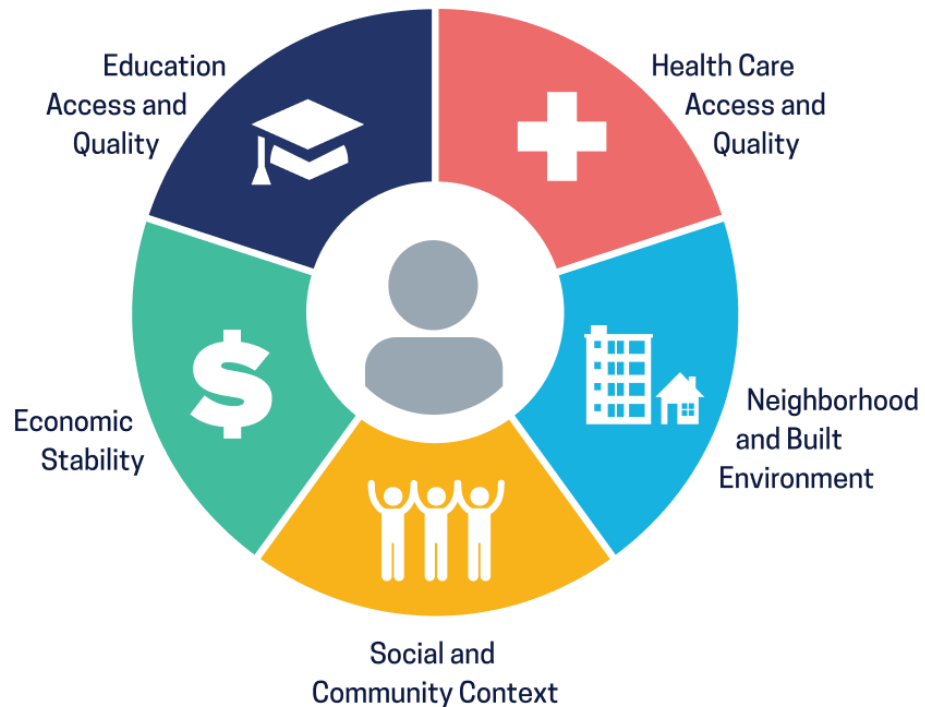 Education
Access and
Quality
Health Care
Access and
Quality
Economic
Stability
Neighborhood
and Built
Environment
Social and
Community Context